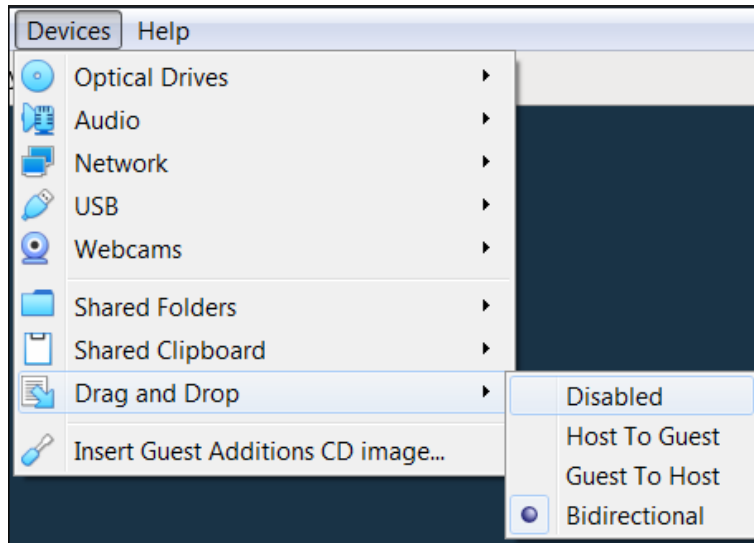 Devices Help
Optical Drives
Audio
Network
USB
Webcams
Shared Folders
Shared Clipboard
Drag and Drop
Insert Guest Additions CD image...
Disabled
Host To Guest
Guest To Host
Bidirectional